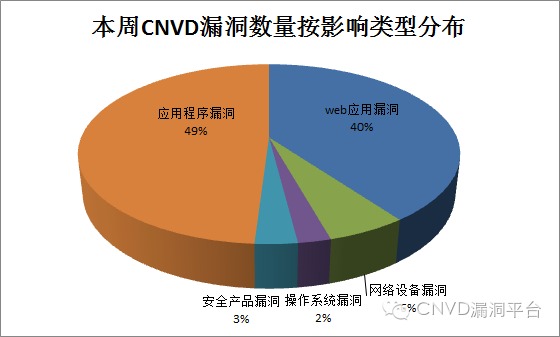 本周CNVD漏洞数量按影响类型分布
应用程序漏洞
49%
web应用漏洞
40%
网络设备漏洞
安全产品漏洞
3%
操作系统漏洞
2%
CNVD漏洞平台